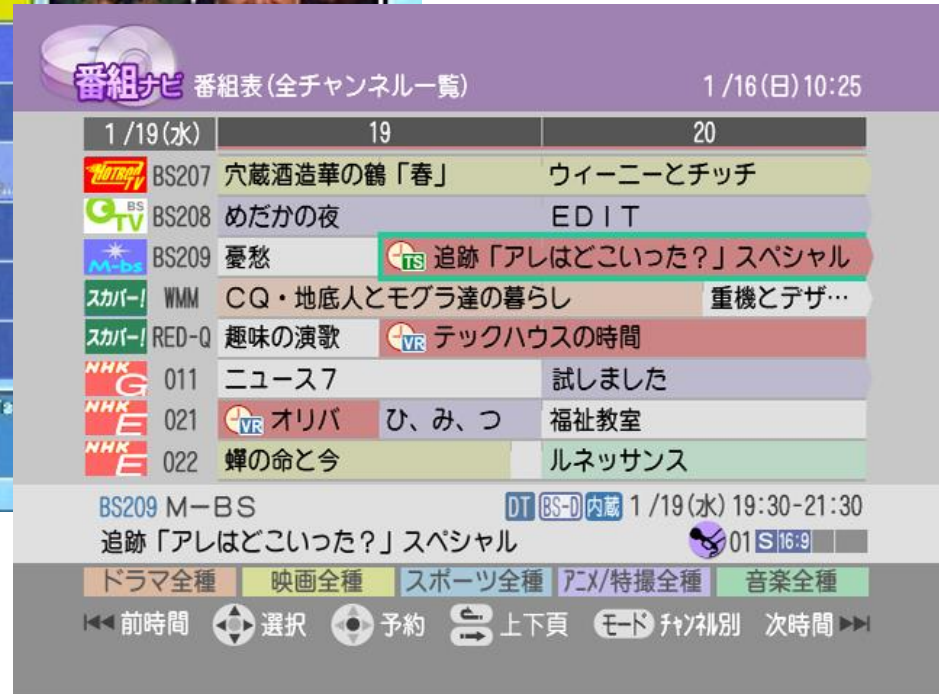 番組ナビ 番組表(全チャンネル一覧) 1/16(日)10:25
1/19(水) 19 20
HOTROD TV BS207 穴蔵酒造華の鶴「春」 ウィーニーとチッチ
BS TV BS208 めだかの夜 EDIT
M-bs BS209 憂愁 TS 追跡「アレはどこいった?」スペシャル
スカパー! WMM CQ・地底人とモグラ達の暮らし 重機とデザ…
スカパー! RED-Q 趣味の演歌 VR テックハウスの時間
NHK G 011 ニュース7 試しました
NHK E 021 VR オリバ ひ、み、つ 福祉教室
NHK E 022 蟬の命と今 ルネッサンス
BS209 M-BS DT BS-D 内蔵 1/19(水) 19:30-21:30
追跡「アレはどこいった?」スペシャル 01 S 16:9
ドラマ全種 映画全種 スポーツ全種 アニメ/特撮全種 音楽全種
前時間 選択 予約 上下頁 モード チャンネル別 次時間